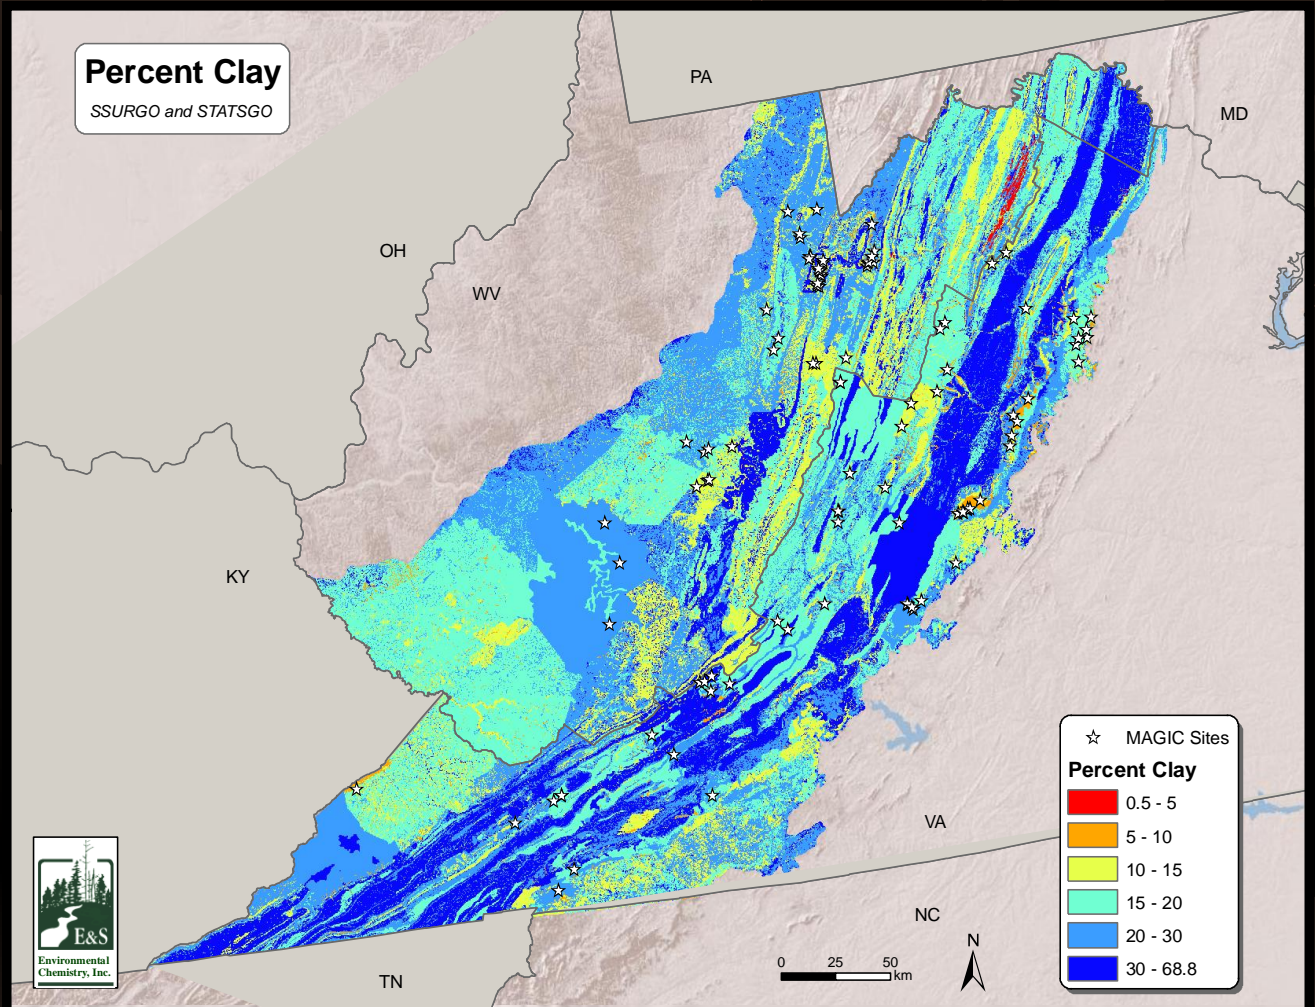 Percent Clay
SSURGO and STATSGO
PA
MD
OH
WV
KY
VA
NC
TN
MAGIC Sites
Percent Clay
0.5 - 5
5 - 10
10 - 15
15 - 20
20 - 30
30 - 68.8
N
0 25 50
km
E&S
Environmental
Chemistry, Inc.